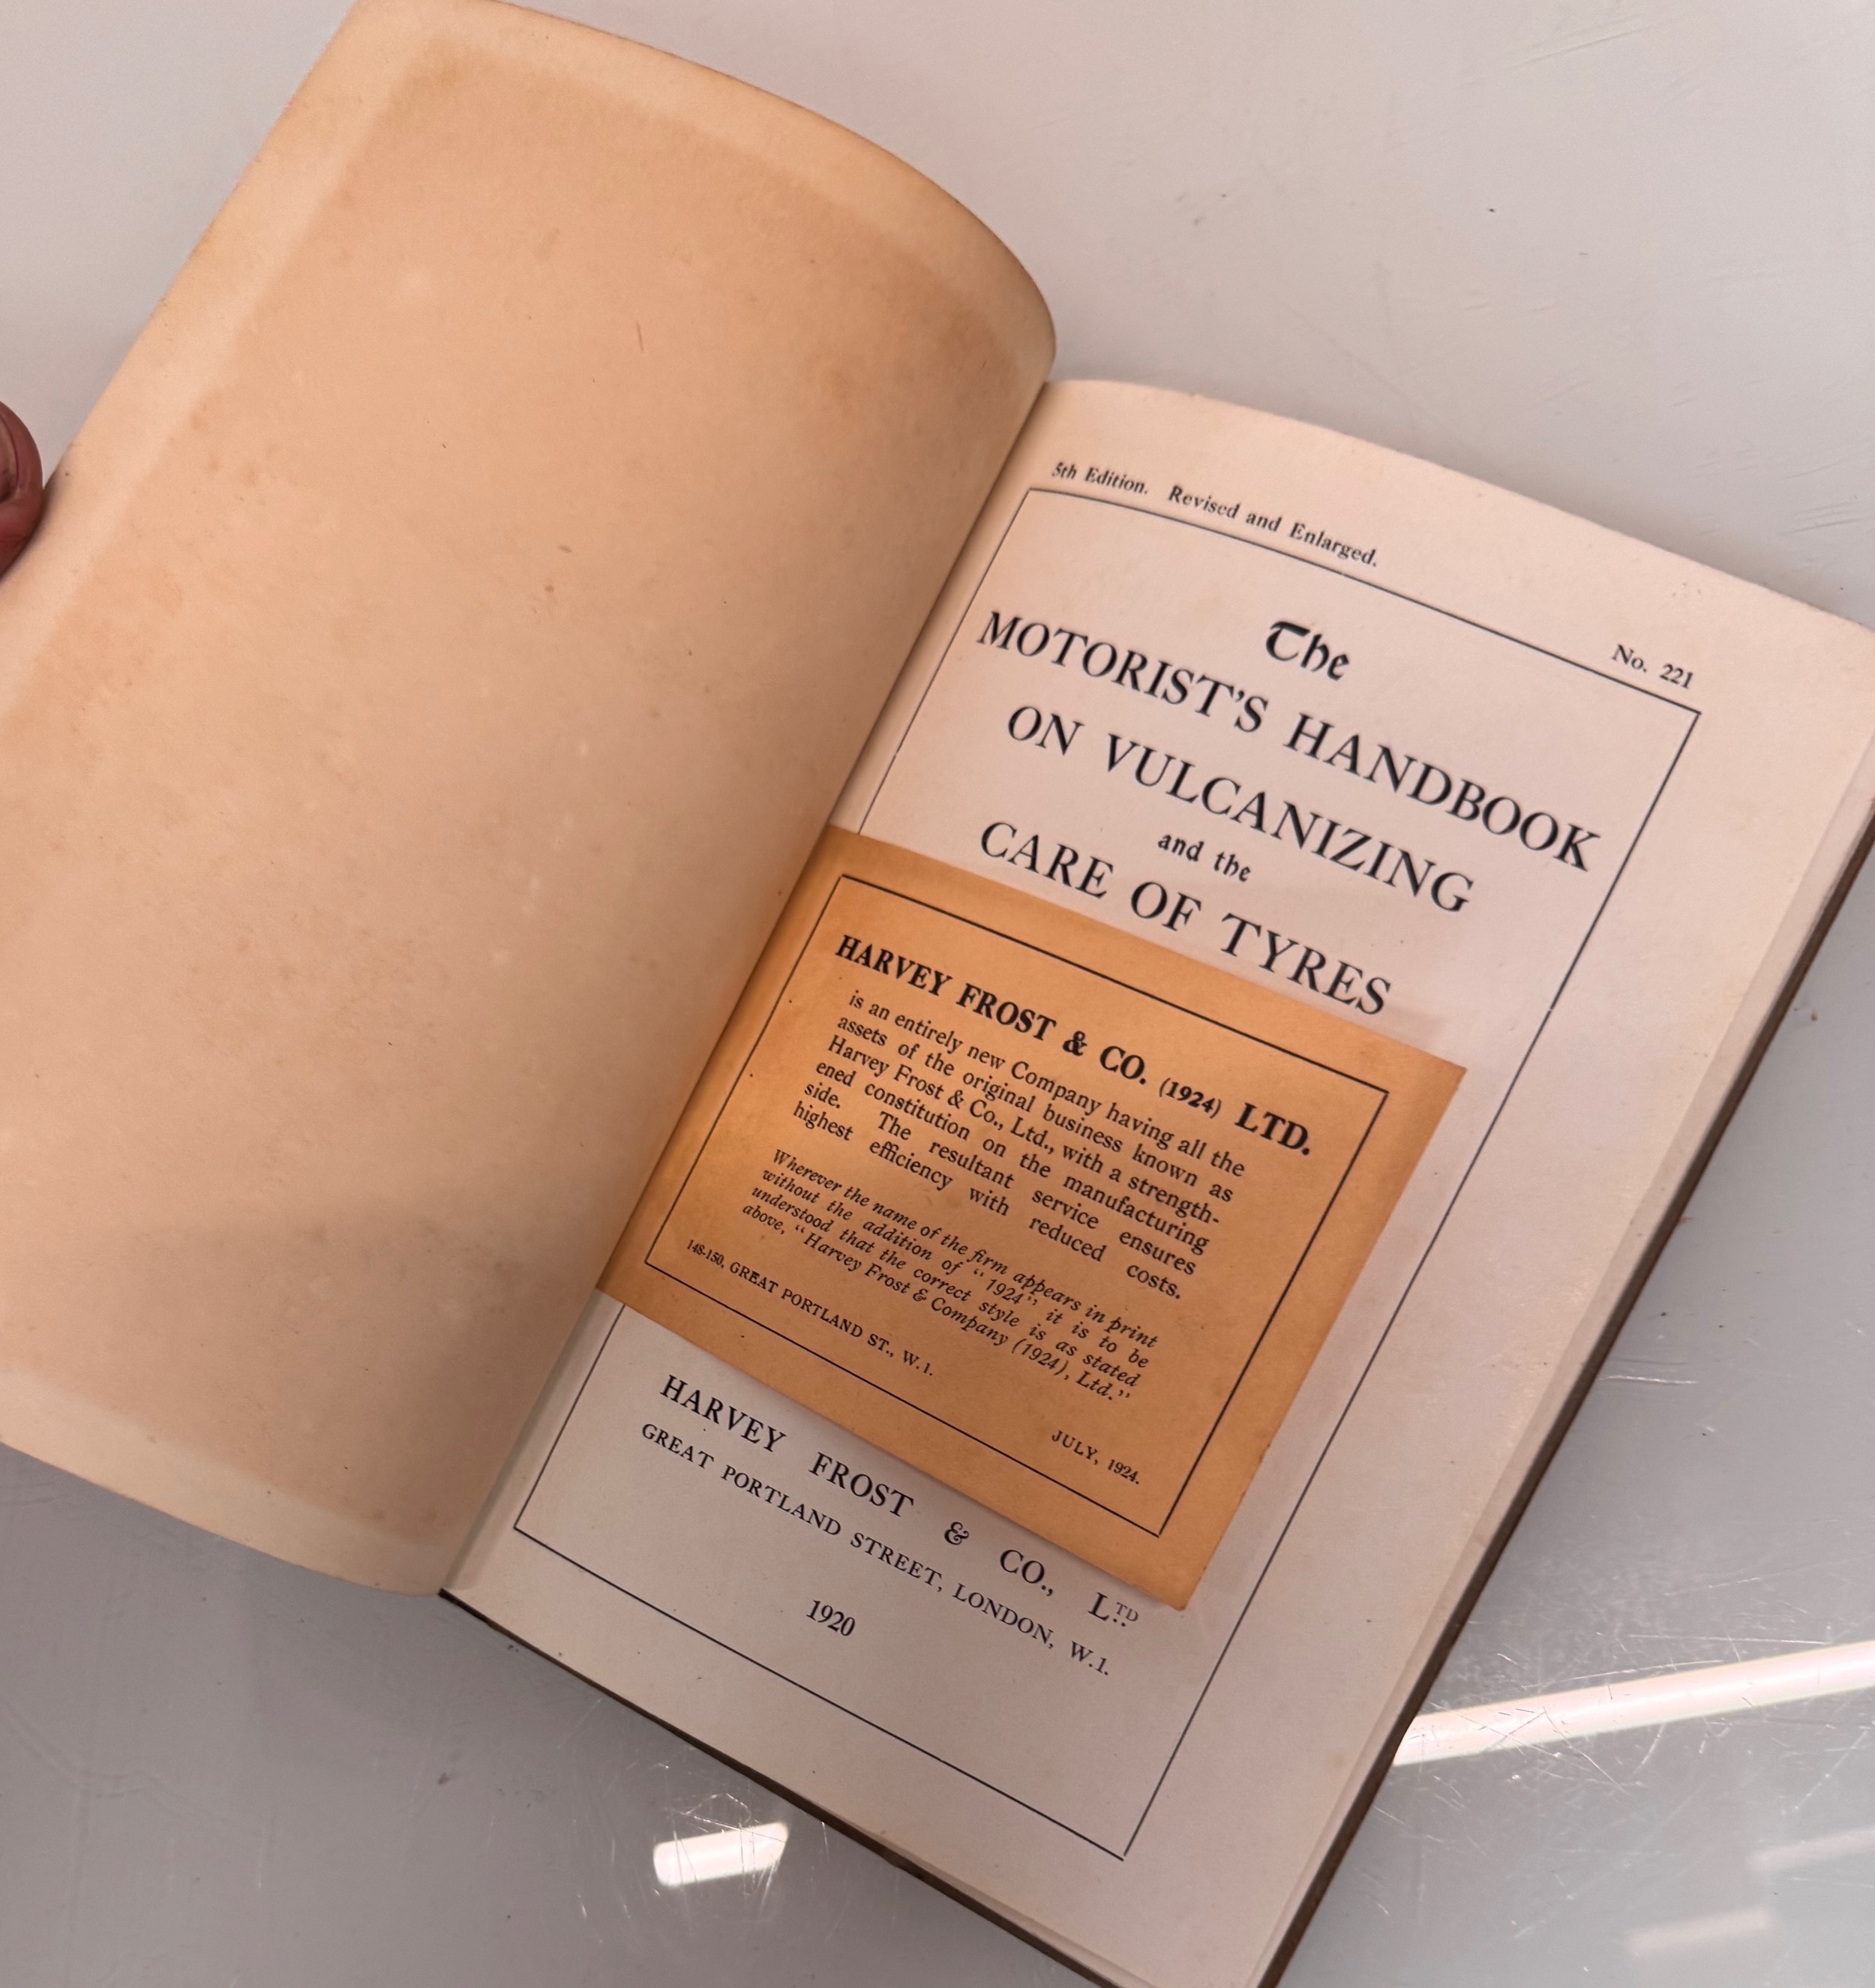 5th Edition. Revised and Enlarged.
No. 221
The
MOTORIST'S HANDBOOK
ON VULCANIZING
and the
CARE OF TYRES
HARVEY FROST & CO. (1924) LTD.
is an entirely new Company having all the
assets of the original business known as
Harvey Frost & Co., Ltd., with a strength-
ened constitution on the manufacturing
side. The resultant service ensures
highest efficiency with reduced costs.
Wherever the name of the firm appears in print
without the addition of "1924" it is to be
understood that the correct style is as stated
above, "Harvey Frost & Company (1924), Ltd."
148-150, GREAT PORTLAND ST., W.1.
JULY, 1924.
HARVEY FROST & CO., LTD
GREAT PORTLAND STREET, LONDON, W.1.
1920